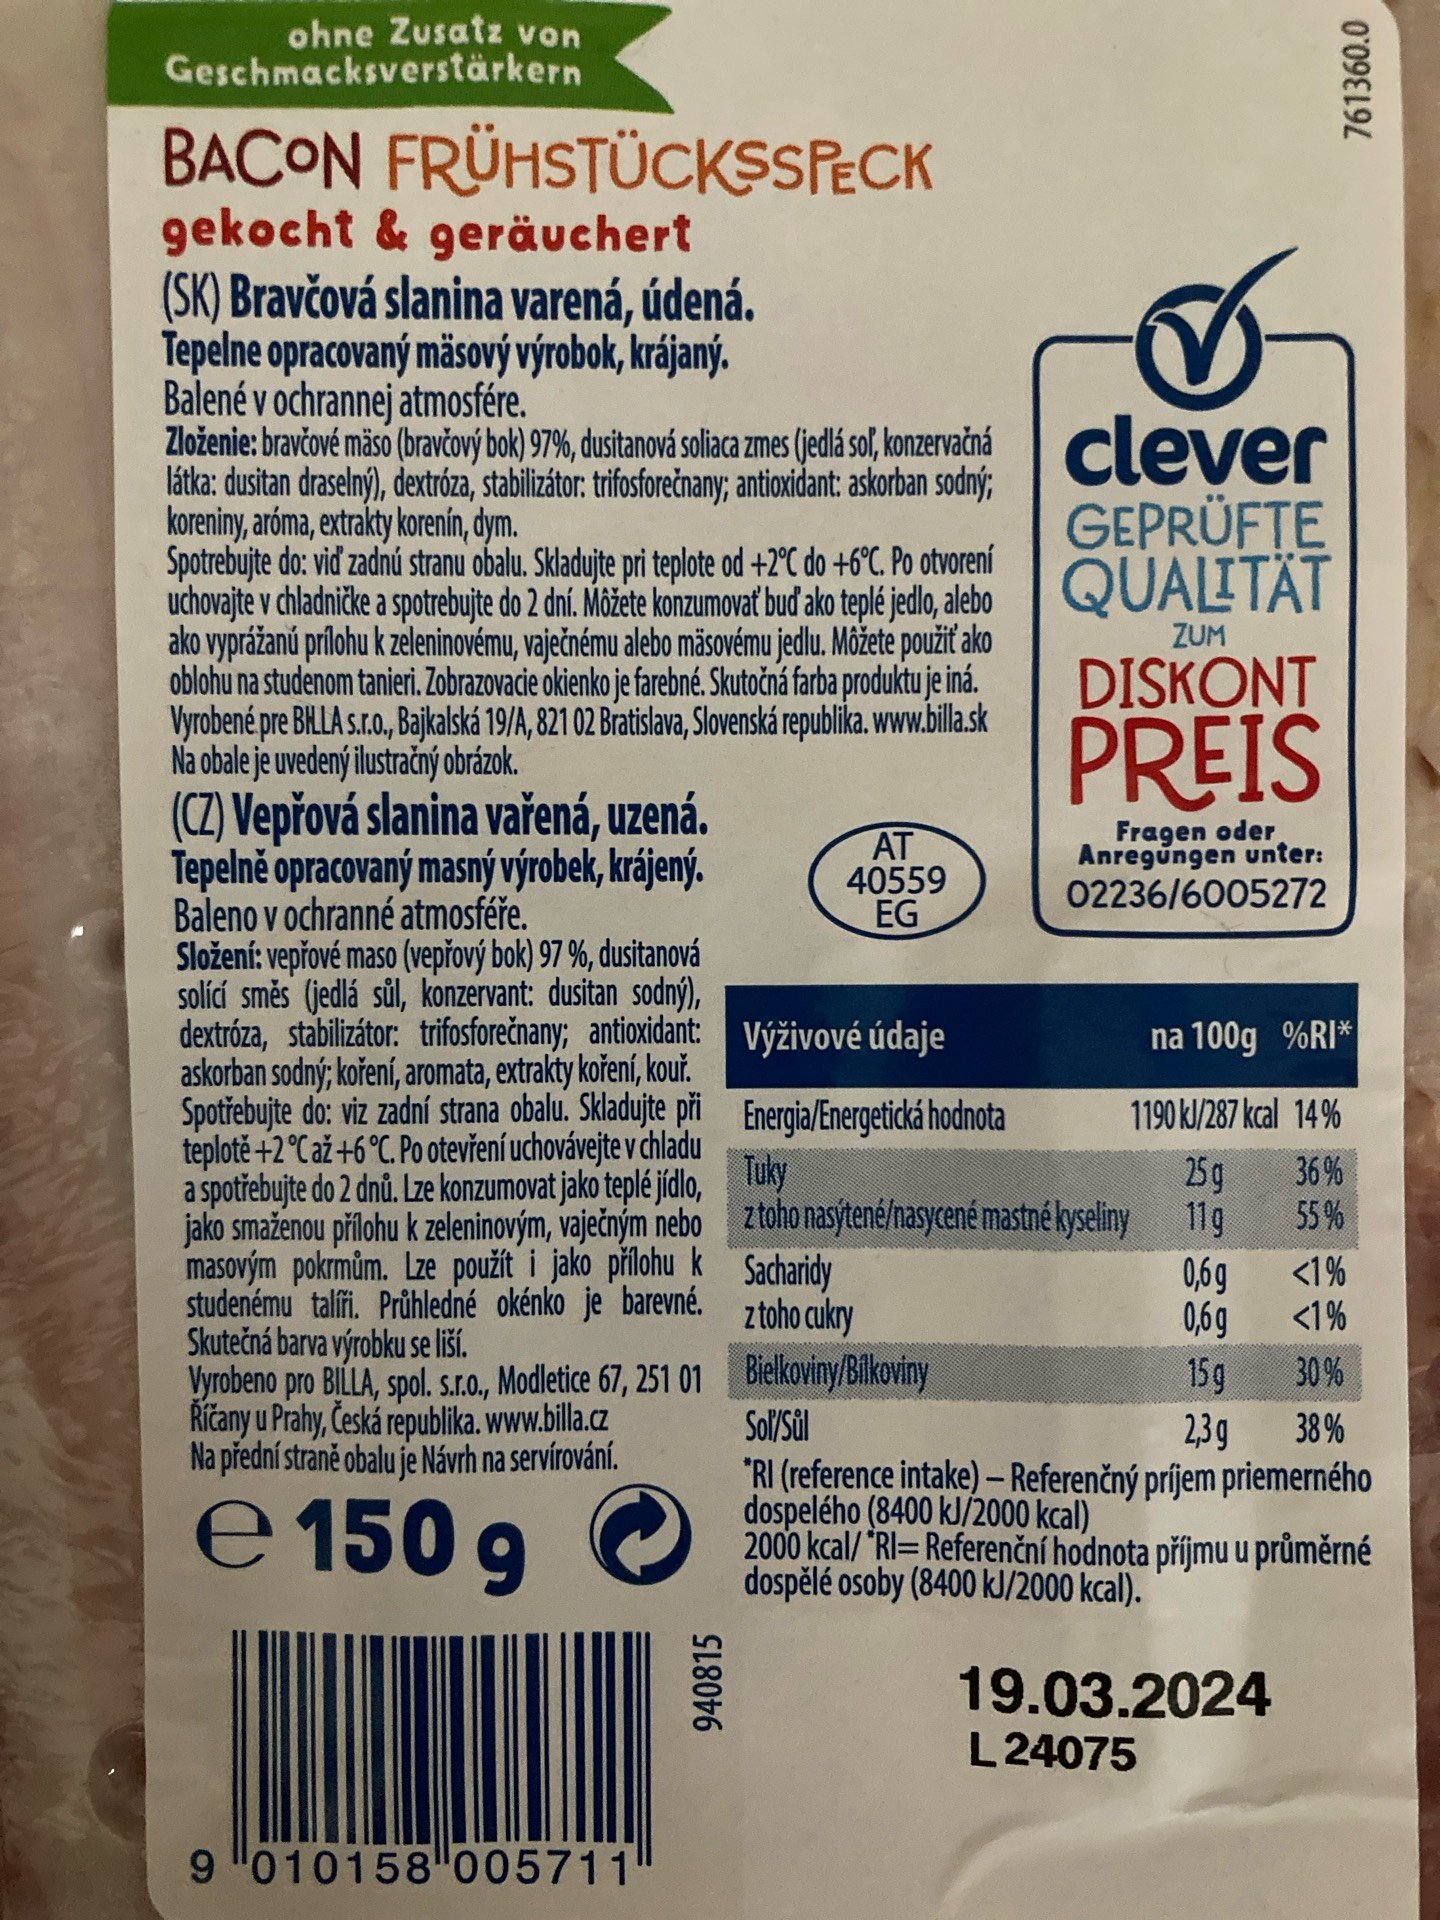 ohne Zusatz von
Geschmacksverstärkern
761360.0
BACON FRÜHSTÜCKSSPECK
gekocht & geräuchert
(SK) Bravčová slanina varená, údená.
Tepelne opracovaný mäsový výrobok, krájaný.
Balené v ochrannej atmosfére.
Zloženie: bravčové mäso (bravčový bok) 97%, dusitanová soliaca zmes (jedlá soľ, konzervačná
látka: dusitan draselný), dextróza, stabilizátor: trifosforečnany; antioxidant: askorban sodný;
koreniny, aróma, extrakty korenín, dym.
Spotrebujte do: viď zadnú stranu obalu. Skladujte pri teplote od +2°C do +6°C. Po otvorení
uchovajte v chladničke a spotrebujte do 2 dní. Môžete konzumovať buď ako teplé jedlo, alebo
ako vyprážanú prílohu k zeleninovému, vaječnému alebo mäsovému jedlu. Môžete použiť ako
oblohu na studenom tanieri. Zobrazovacie okienko je farebné. Skutočná farba produktu je iná.
Vyrobené pre BILLA s.r.o., Bajkalská 19/A, 821 02 Bratislava, Slovenská republika. www.billa.sk
Na obale je uvedený ilustračný obrázok.
clever
GEPRÜFTE
QUALITÄT
ZUM
DISKONT
PREIS
Fragen oder
Anregungen unter:
02236/6005272
(CZ) Vepřová slanina vařená, uzená.
Tepelně opracovaný masný výrobek, krájený.
Baleno v ochranné atmosféře.
Složení: vepřové maso (vepřový bok) 97 %, dusitanová
solící směs (jedlá sůl, konzervant: dusitan sodný),
dextróza, stabilizátor: trifosforečnany; antioxidant:
askorban sodný; koření, aromata, extrakty koření, kouř.
Spotřebujte do: viz zadní strana obalu. Skladujte při
teplotě +2 °C až +6 °C. Po otevření uchovávejte v chladu
a spotřebujte do 2 dnů. Lze konzumovat jako teplé jídlo,
jako smaženou přílohu k zeleninovým, vaječným nebo
masovým pokrmům. Lze použít i jako přílohu k
studenému talíři. Průhledné okénko je barevné.
Skutečná barva výrobku se liší.
Vyrobeno pro BILLA, spol. s.r.o., Modletice 67, 251 01
Říčany u Prahy, Česká republika. www.billa.cz
Na přední straně obalu je Návrh na servírování.
AT
40559
EG
Výživové údaje na 100g %RI*
Energia/Energetická hodnota 1190 kJ/287 kcal 14 %
Tuky 25 g 36 %
z toho nasýtené/nasycené mastné kyseliny 11 g 55 %
Sacharidy 0,6 g <1 %
z toho cukry 0,6 g <1 %
Bielkoviny/Bílkoviny 15 g 30 %
Soľ/Sůl 2,3 g 38 %
*RI (reference intake) – Referenčný príjem priemerného
dospelého (8400 kJ/2000 kcal)
2000 kcal/ *RI= Referenční hodnota příjmu u průměrné
dospělé osoby (8400 kJ/2000 kcal).
e 150 g
940815
19.03.2024
L 24075
9 010158 005711